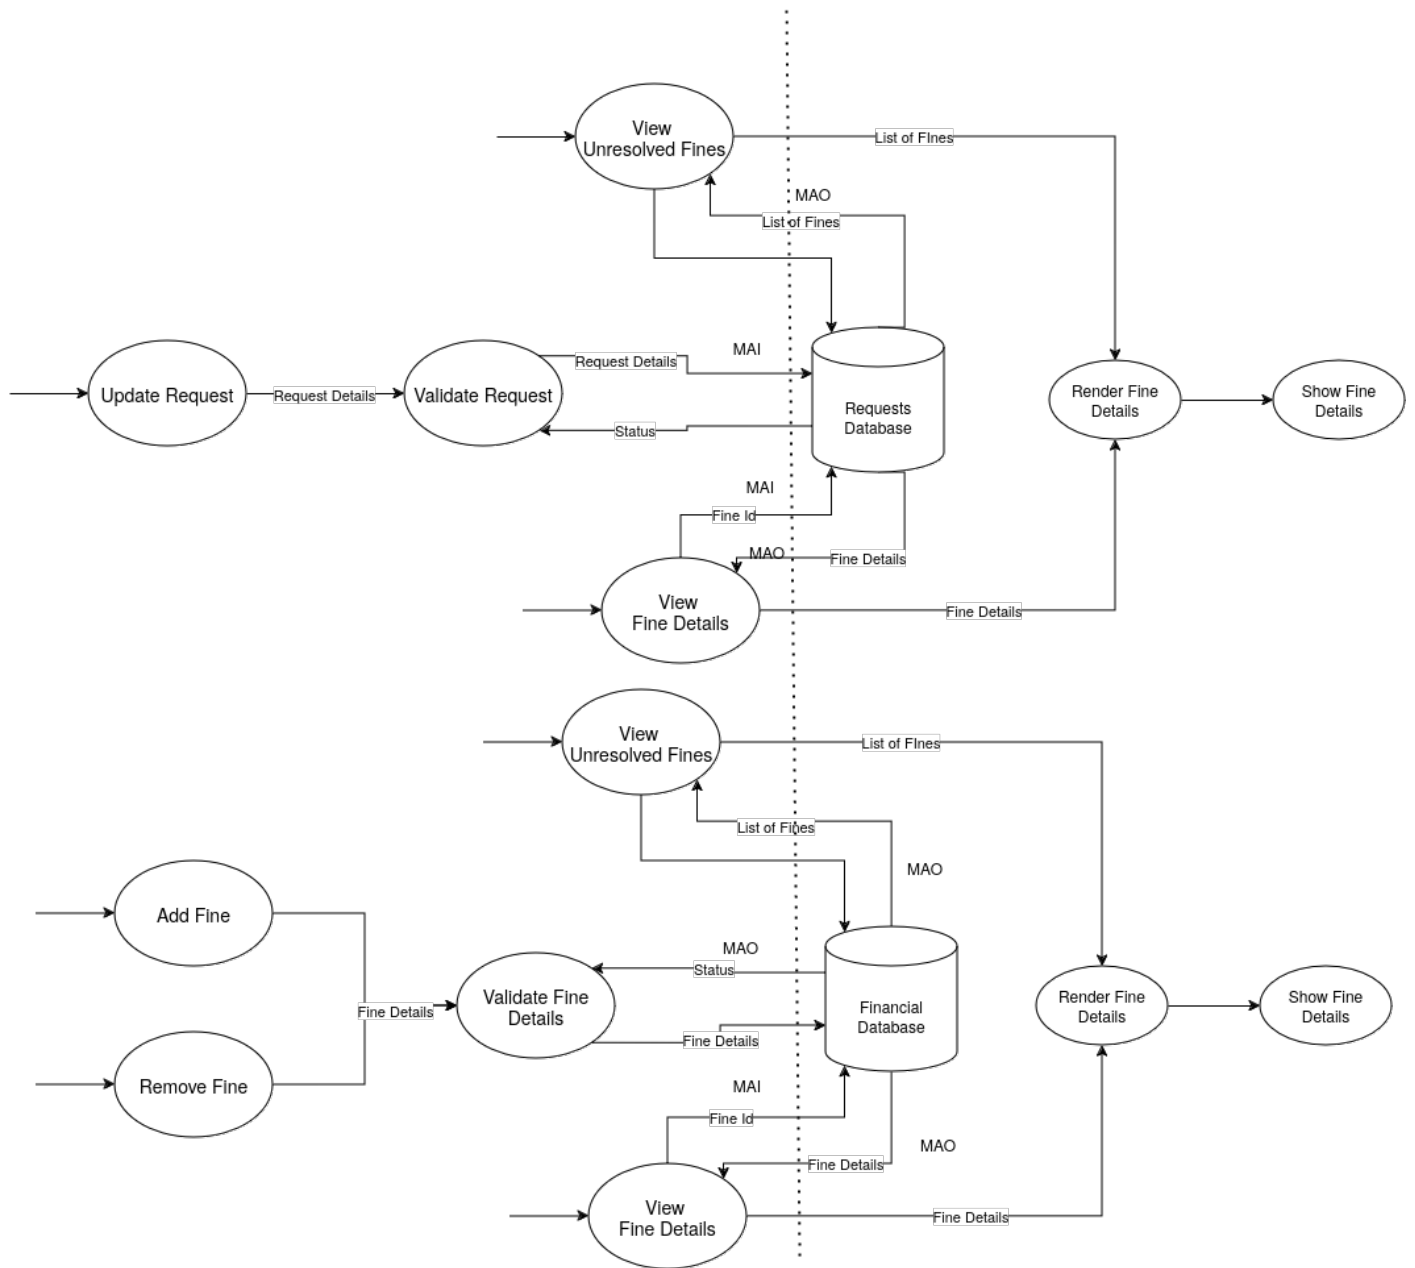 View
Unresolved Fines
List of FInes
MAO
List of Fines
MAI
Request Details
Update Request
Request Details
Validate Request
Requests
Database
Render Fine
Details
Show Fine
Details
Status
MAI
Fine Id
MAO
Fine Details
View
Fine Details
Fine Details
View
Unresolved Fines
List of FInes
List of Fines
MAO
Add Fine
MAO
Status
Validate Fine
Details
Fine Details
Financial
Database
Render Fine
Details
Show Fine
Details
Fine Details
Remove Fine
MAI
Fine Id
MAO
Fine Details
View
Fine Details
Fine Details